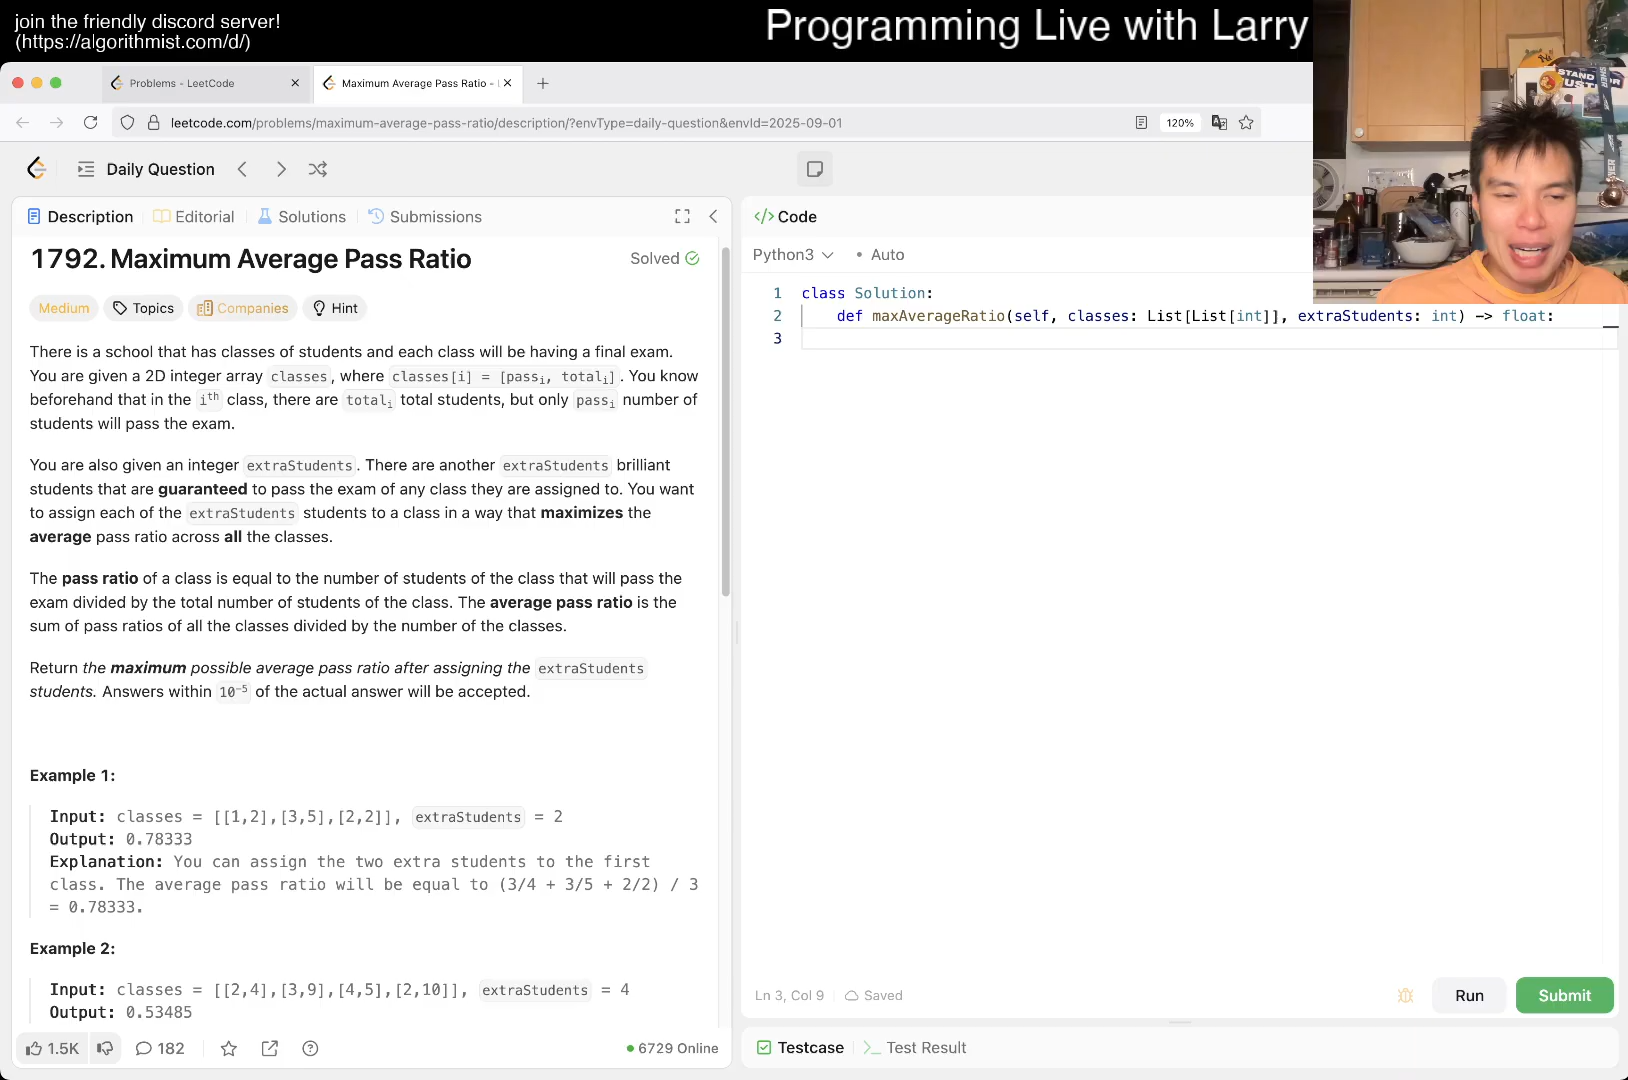 join the friendly discord server!
(https://algorithmist.com/d/)
Programming Live with Larry
Problems - LeetCode
Maximum Average Pass Ratio - L
leetcode.com/problems/maximum-average-pass-ratio/description/?envType=daily-question&envId=2025-09-01
120%
Daily Question
Description
Editorial
Solutions
Submissions
1792. Maximum Average Pass Ratio
Solved
Medium
Topics
Companies
Hint
There is a school that has classes of students and each class will be having a final exam.
You are given a 2D integer array classes, where classes[i] = [passᵢ, totalᵢ]. You know
beforehand that in the iᵗʰ class, there are totalᵢ total students, but only passᵢ number of
students will pass the exam.
You are also given an integer extraStudents. There are another extraStudents brilliant
students that are guaranteed to pass the exam of any class they are assigned to. You want
to assign each of the extraStudents students to a class in a way that maximizes the
average pass ratio across all the classes.
The pass ratio of a class is equal to the number of students of the class that will pass the
exam divided by the total number of students of the class. The average pass ratio is the
sum of pass ratios of all the classes divided by the number of the classes.
Return the maximum possible average pass ratio after assigning the extraStudents
students. Answers within 10⁻⁵ of the actual answer will be accepted.
Example 1:
Input: classes = [[1,2],[3,5],[2,2]], extraStudents = 2
Output: 0.78333
Explanation: You can assign the two extra students to the first
class. The average pass ratio will be equal to (3/4 + 3/5 + 2/2) / 3
= 0.78333.
Example 2:
Input: classes = [[2,4],[3,9],[4,5],[2,10]], extraStudents = 4
Output: 0.53485
1.5K
182
6729 Online
</> Code
Python3
• Auto
1 class Solution:
2 def maxAverageRatio(self, classes: List[List[int]], extraStudents: int) -> float:
3
Ln 3, Col 9
Saved
Run
Submit
Testcase
>_ Test Result
STAND